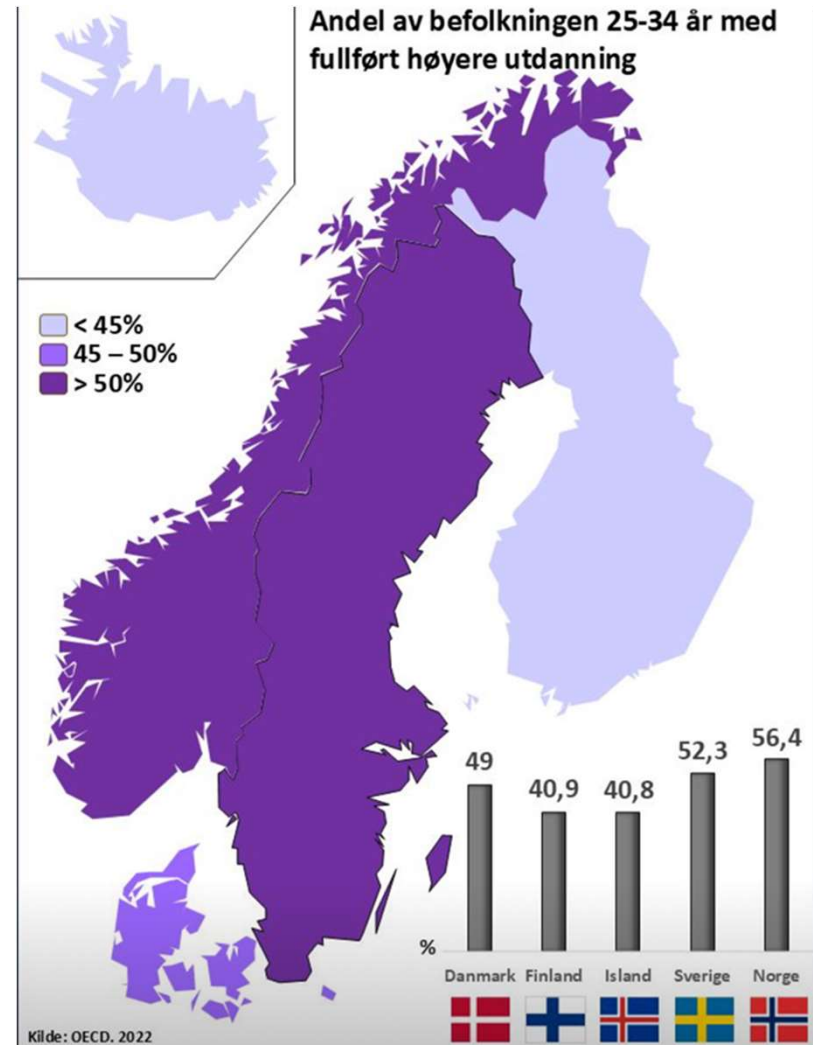 Andel av befolkningen 25-34 år med
fullført høyere utdanning
< 45%
45 – 50%
> 50%
49
40,9
40,8
52,3
56,4
%
Danmark Finland Island Sverige Norge
Kilde: OECD. 2022